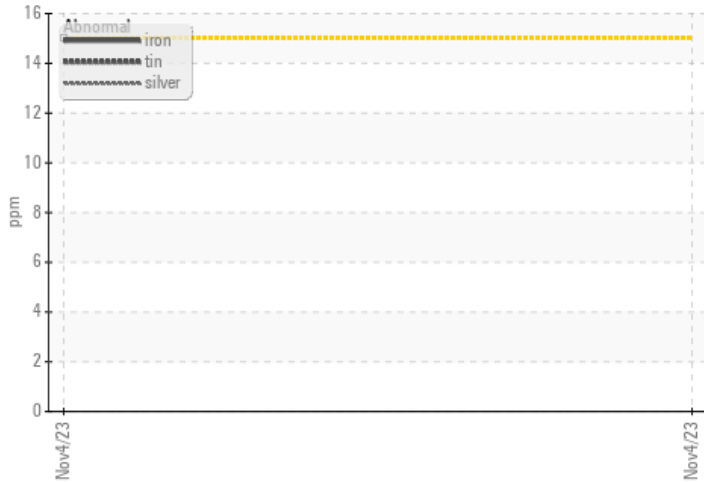 16
Abnormal
iron
14
tin
silver
12
10
ppm
8
6
4
2
0
Nov4/23
Nov4/23